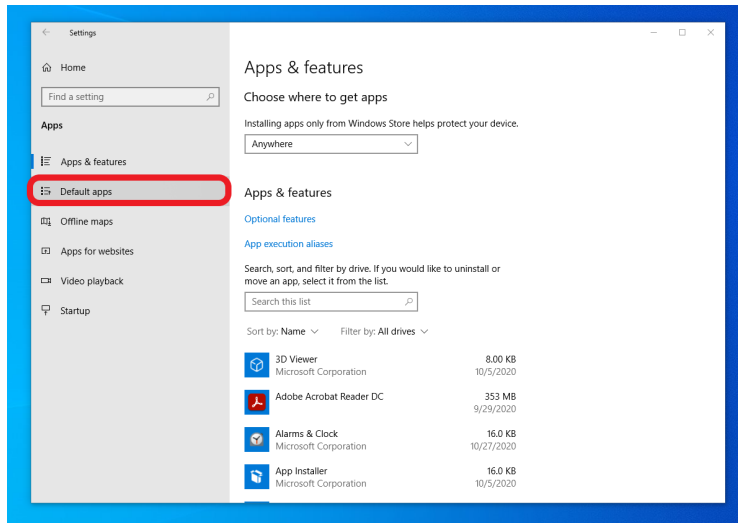 Settings
Home
Find a setting
Apps
Apps & features
Default apps
Offline maps
Apps for websites
Video playback
Startup
Apps & features
Choose where to get apps
Installing apps only from Windows Store helps protect your device.
Anywhere
Apps & features
Optional features
App execution aliases
Search, sort, and filter by drive. If you would like to uninstall or
move an app, select it from the list.
Search this list
Sort by: Name Filter by: All drives
3D Viewer 8.00 KB
Microsoft Corporation 10/5/2020
Adobe Acrobat Reader DC 353 MB
9/29/2020
Alarms & Clock 16.0 KB
Microsoft Corporation 10/27/2020
App Installer 16.0 KB
Microsoft Corporation 10/5/2020